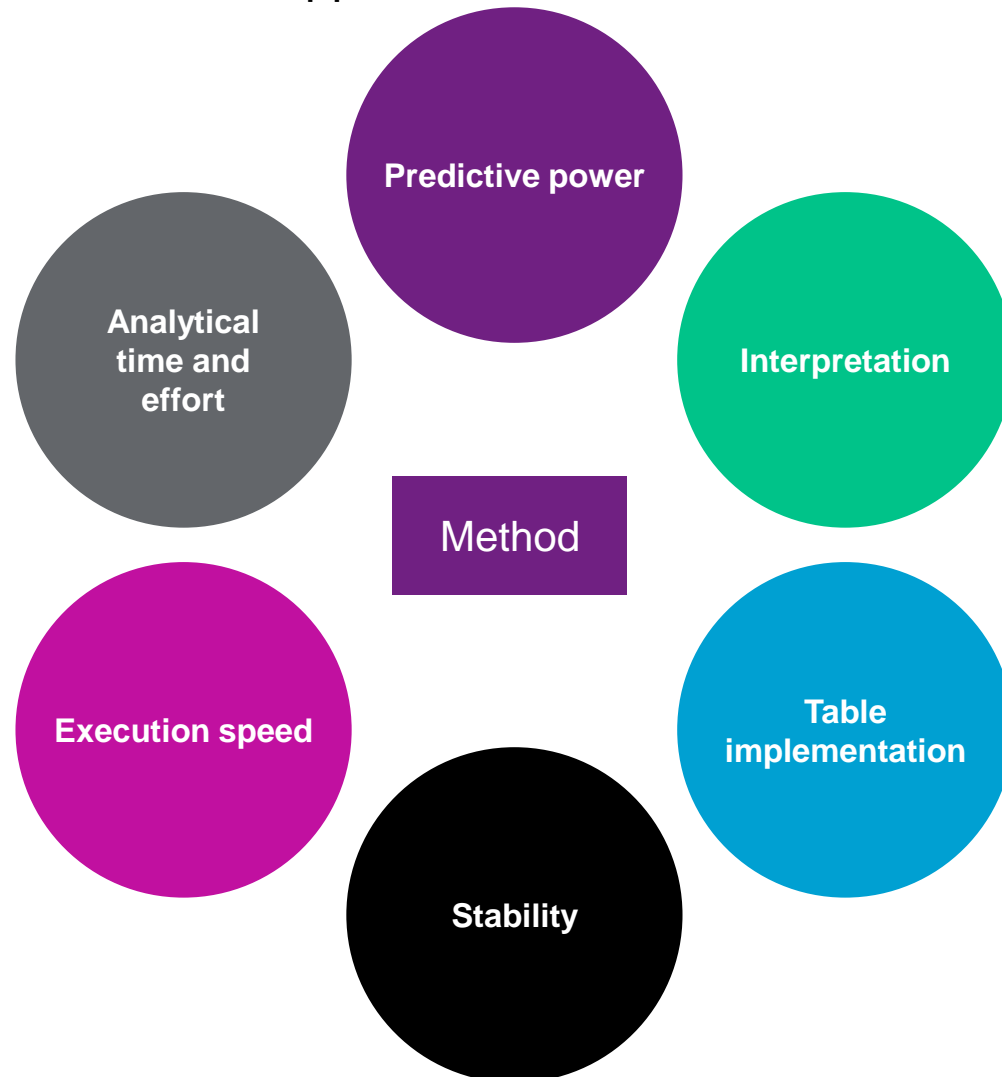 Predictive power
Analytical
time and
effort
Interpretation
Method
Execution speed
Table
implementation
Stability